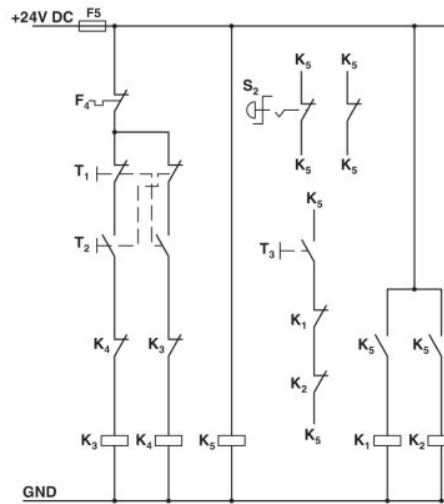 +24V DC F5
F4
S2 K5 K5
K5 K5
T1
K5
T2 T3
K4 K3 K1 K5 K5
K2
K5
K3 K4 K5 K1 K2
GND